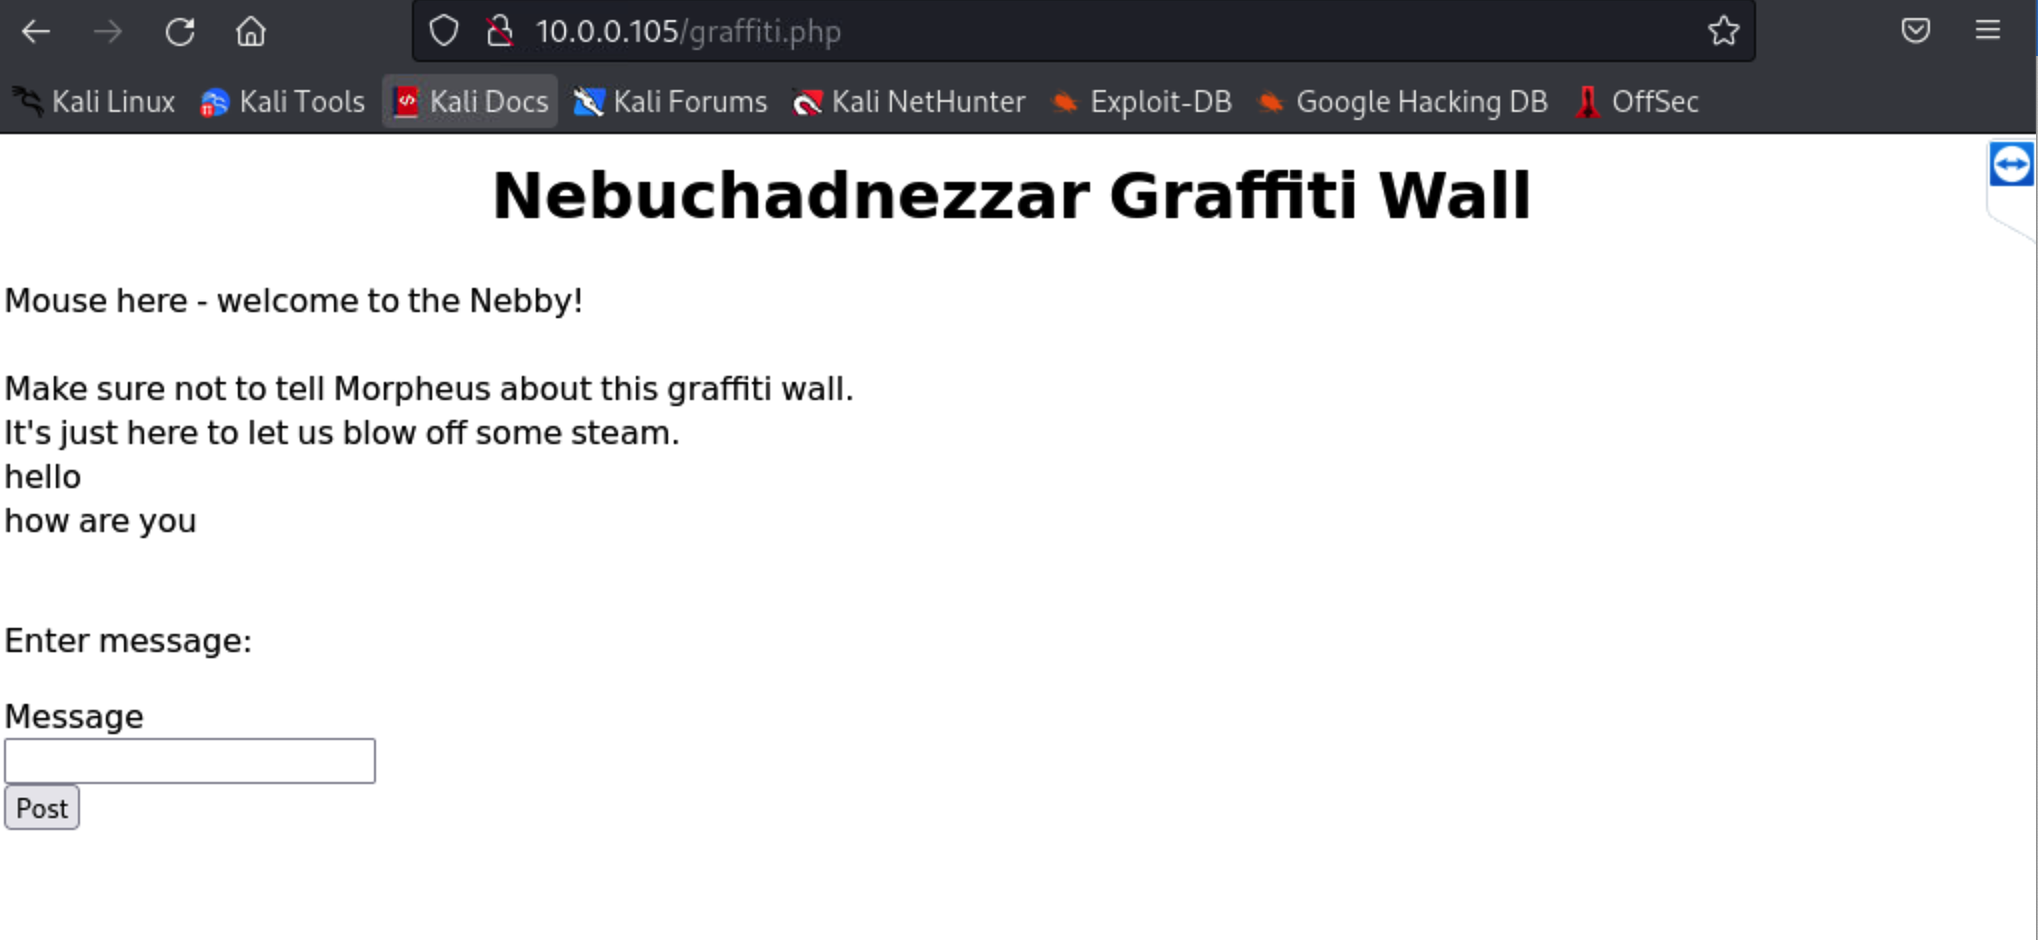 10.0.0.105/graffiti.php
Kali Linux Kali Tools Kali Docs Kali Forums Kali NetHunter Exploit-DB Google Hacking DB OffSec
Nebuchadnezzar Graffiti Wall
Mouse here - welcome to the Nebby!
Make sure not to tell Morpheus about this graffiti wall.
It's just here to let us blow off some steam.
hello
how are you
Enter message:
Message
Post